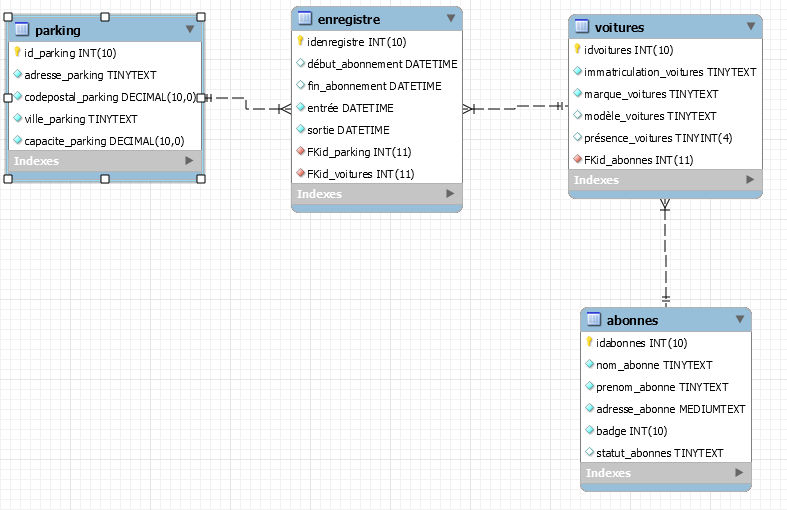 parking
id_parking INT(10)
adresse_parking TINYTEXT
codepostal_parking DECIMAL(10,0)
ville_parking TINYTEXT
capacite_parking DECIMAL(10,0)
Indexes
enregistre
idenregistre INT(10)
début_abonnement DATETIME
fin_abonnement DATETIME
entrée DATETIME
sortie DATETIME
FKid_parking INT(11)
FKid_voitures INT(11)
Indexes
voitures
idvoitures INT(10)
immatriculation_voitures TINYTEXT
marque_voitures TINYTEXT
modèle_voitures TINYTEXT
présence_voitures TINYINT(4)
FKid_abonnes INT(11)
Indexes
abonnes
idabonnes INT(10)
nom_abonne TINYTEXT
prenom_abonne TINYTEXT
adresse_abonne MEDIUMTEXT
badge INT(10)
statut_abonnes TINYTEXT
Indexes